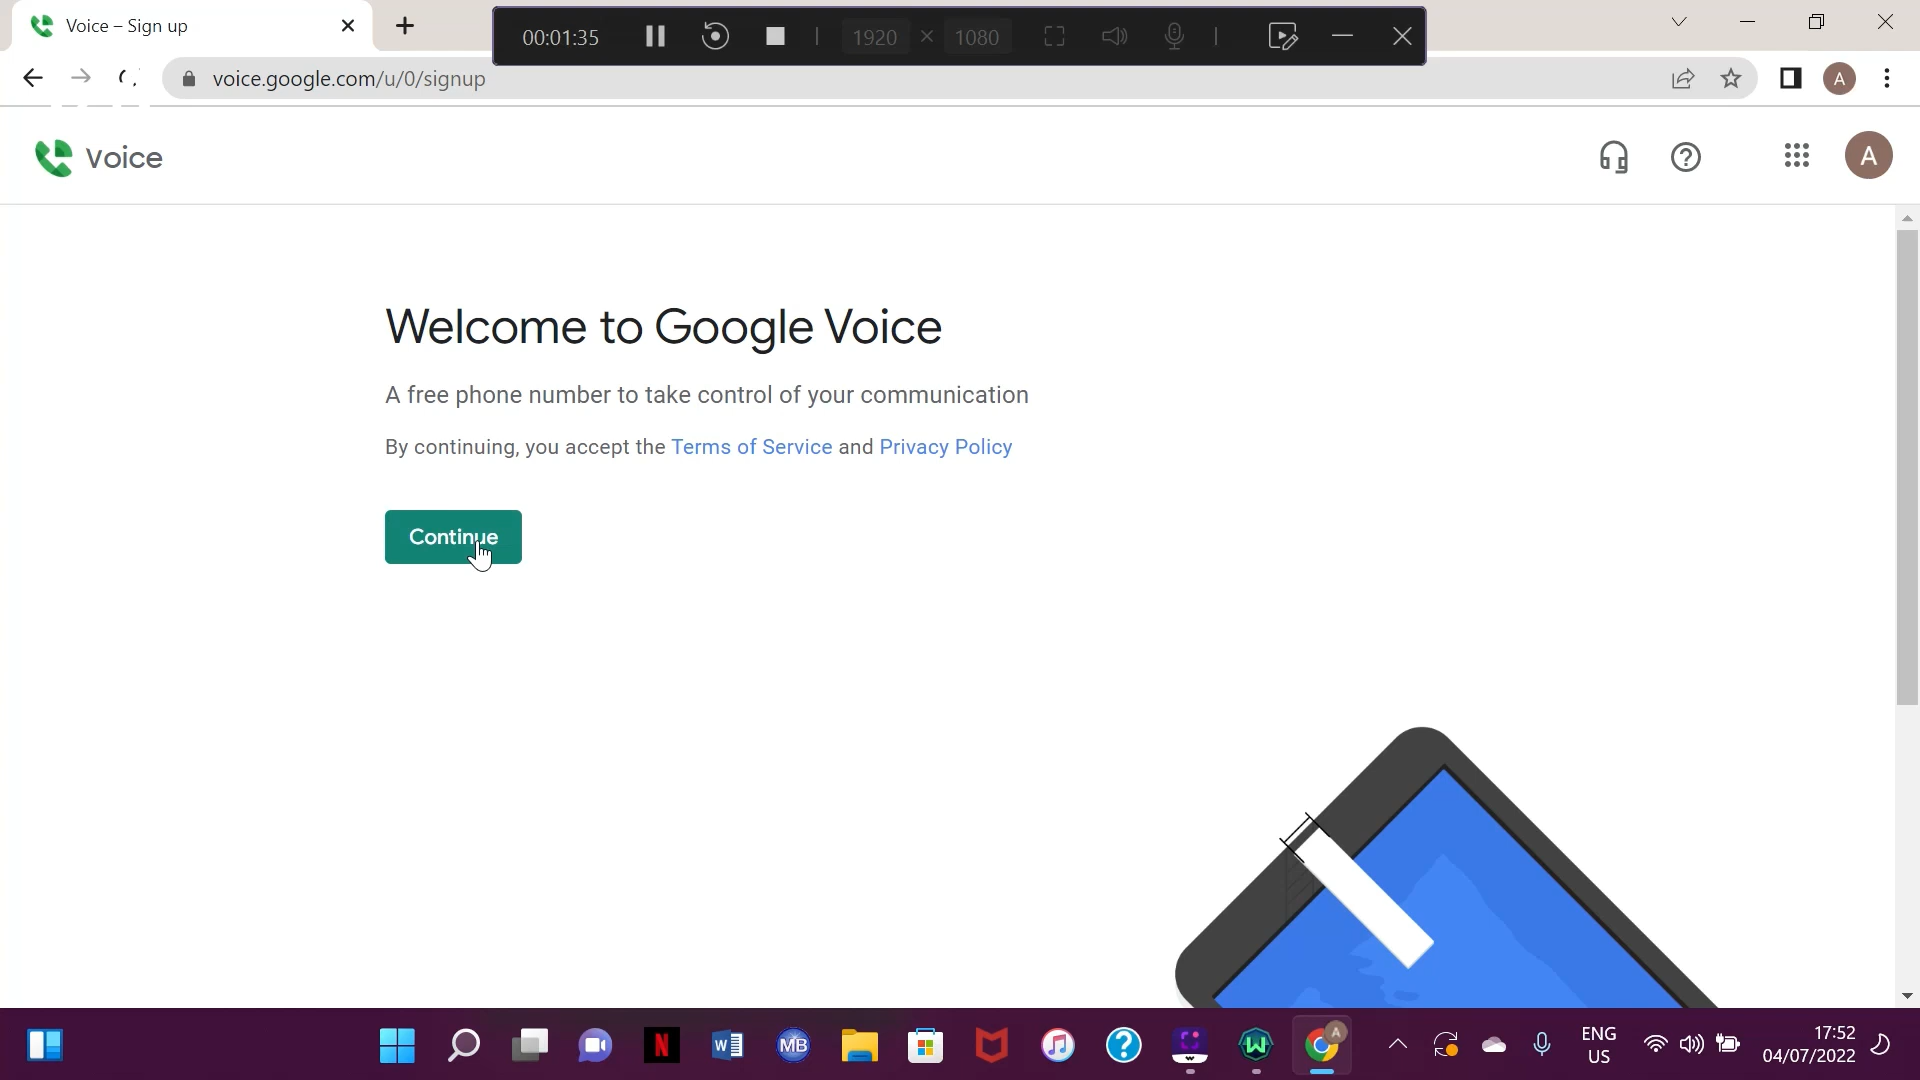 Voice – Sign up
00:01:35
1920 × 1080
voice.google.com/u/0/signup
A
Voice
A
Welcome to Google Voice
A free phone number to take control of your communication
By continuing, you accept the Terms of Service and Privacy Policy
Continue
N
W
MB
?
W
A
ENG
US
17:52
04/07/2022